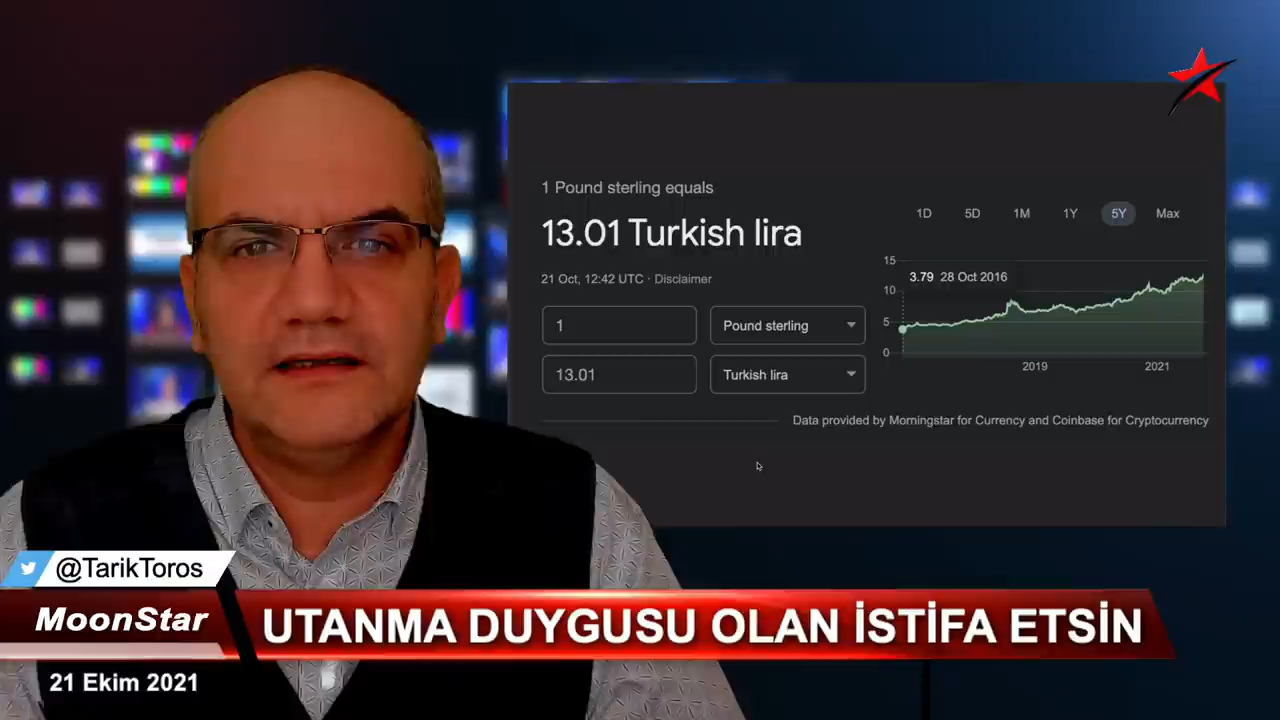 1 Pound sterling equals
13.01 Turkish lira
21 Oct, 12:42 UTC · Disclaimer
1 Pound sterling
13.01 Turkish lira
1D 5D 1M 1Y 5Y Max
15
3.79 28 Oct 2016
10
5
0
2019 2021
Data provided by Morningstar for Currency and Coinbase for Cryptocurrency
@TarikToros
MoonStar
UTANMA DUYGUSU OLAN İSTİFA ETSİN
21 Ekim 2021